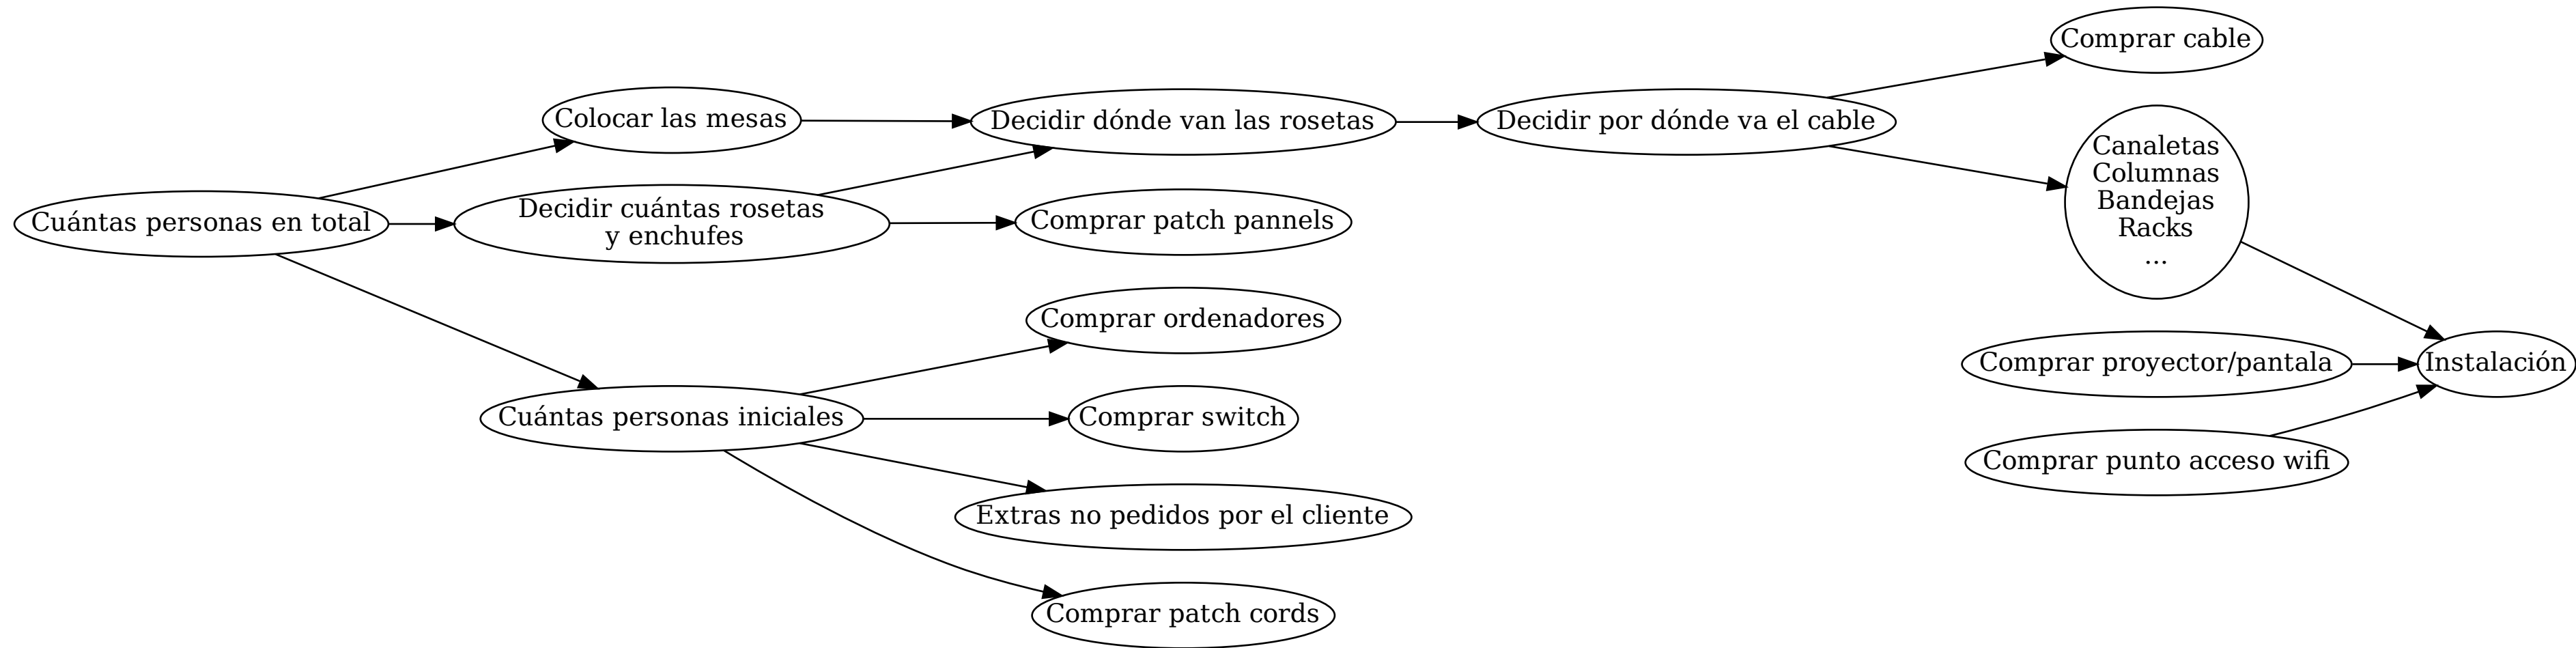 Cuántas personas en total
Colocar las mesas
Decidir cuántas rosetas
y enchufes
Cuántas personas iniciales
Decidir dónde van las rosetas
Comprar patch pannels
Comprar ordenadores
Comprar switch
Extras no pedidos por el cliente
Comprar patch cords
Decidir por dónde va el cable
Comprar cable
Canaletas
Columnas
Bandejas
Racks
...
Comprar proyector/pantala
Comprar punto acceso wifi
Instalación